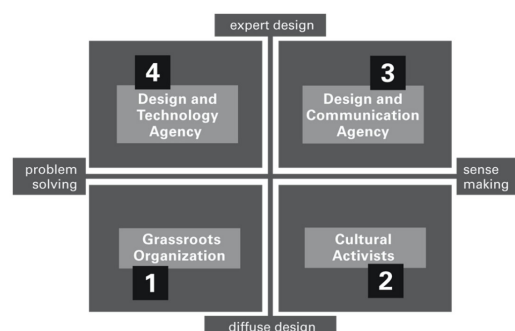 expert design
4
Design and
Technology
Agency
3
Design and
Communication
Agency
problem
solving
sense
making
Grassroots
Organization
1
Cultural
Activists
2
diffuse design